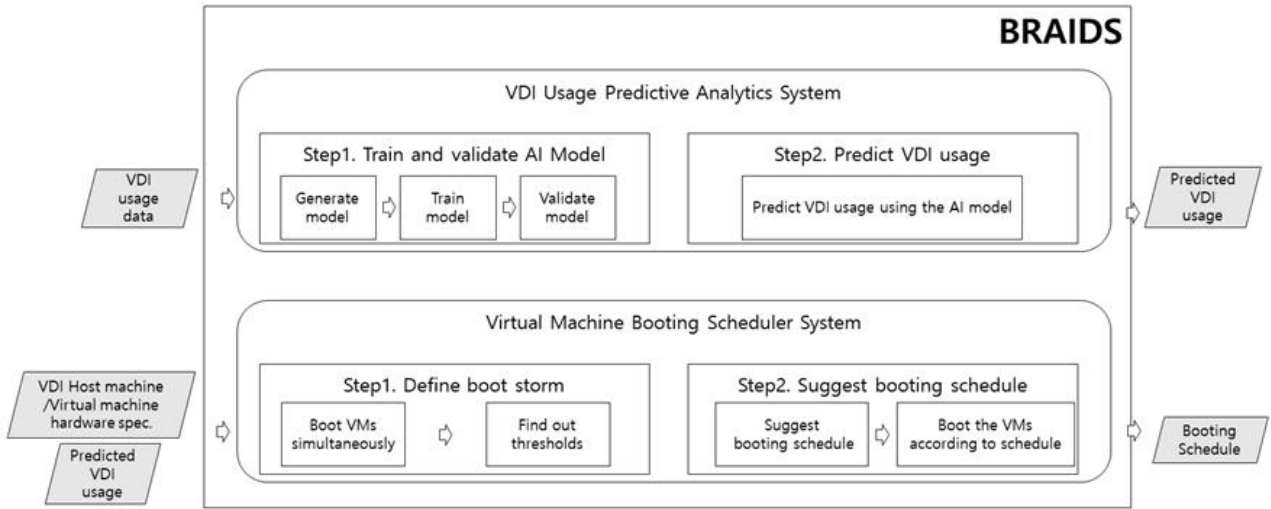 BRAIDS
VDI Usage Predictive Analytics System
VDI
usage
data
Step1. Train and validate AI Model
Generate
model
Train
model
Validate
model
Step2. Predict VDI usage
Predict VDI usage using the AI model
Predicted
VDI
usage
Virtual Machine Booting Scheduler System
VDI Host machine
/Virtual machine
hardware spec.
Predicted
VDI
usage
Step1. Define boot storm
Boot VMs
simultaneously
Find out
thresholds
Step2. Suggest booting schedule
Suggest
booting schedule
Boot the VMs
according to schedule
Booting
Schedule